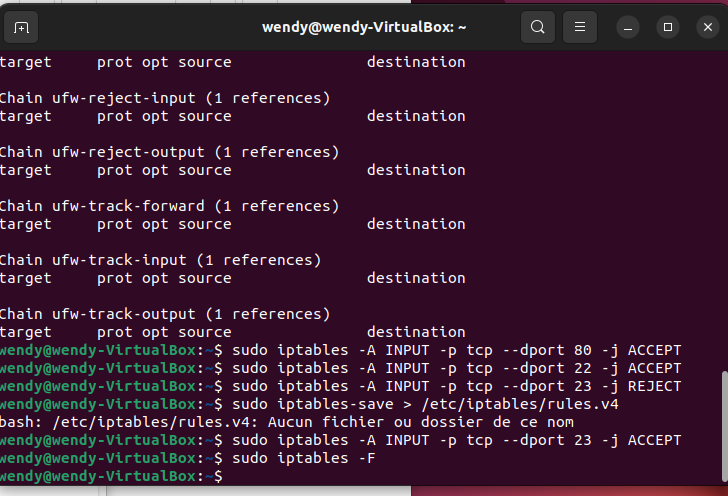 wendy@wendy-VirtualBox: ~
target     prot opt source               destination
Chain ufw-reject-input (1 references)
target     prot opt source               destination
Chain ufw-reject-output (1 references)
target     prot opt source               destination
Chain ufw-track-forward (1 references)
target     prot opt source               destination
Chain ufw-track-input (1 references)
target     prot opt source               destination
Chain ufw-track-output (1 references)
target     prot opt source               destination
wendy@wendy-VirtualBox:~$ sudo iptables -A INPUT -p tcp --dport 80 -j ACCEPT
wendy@wendy-VirtualBox:~$ sudo iptables -A INPUT -p tcp --dport 22 -j ACCEPT
wendy@wendy-VirtualBox:~$ sudo iptables -A INPUT -p tcp --dport 23 -j REJECT
wendy@wendy-VirtualBox:~$ sudo iptables-save > /etc/iptables/rules.v4
bash: /etc/iptables/rules.v4: Aucun fichier ou dossier de ce nom
wendy@wendy-VirtualBox:~$ sudo iptables -A INPUT -p tcp --dport 23 -j ACCEPT
wendy@wendy-VirtualBox:~$ sudo iptables -F
wendy@wendy-VirtualBox:~$